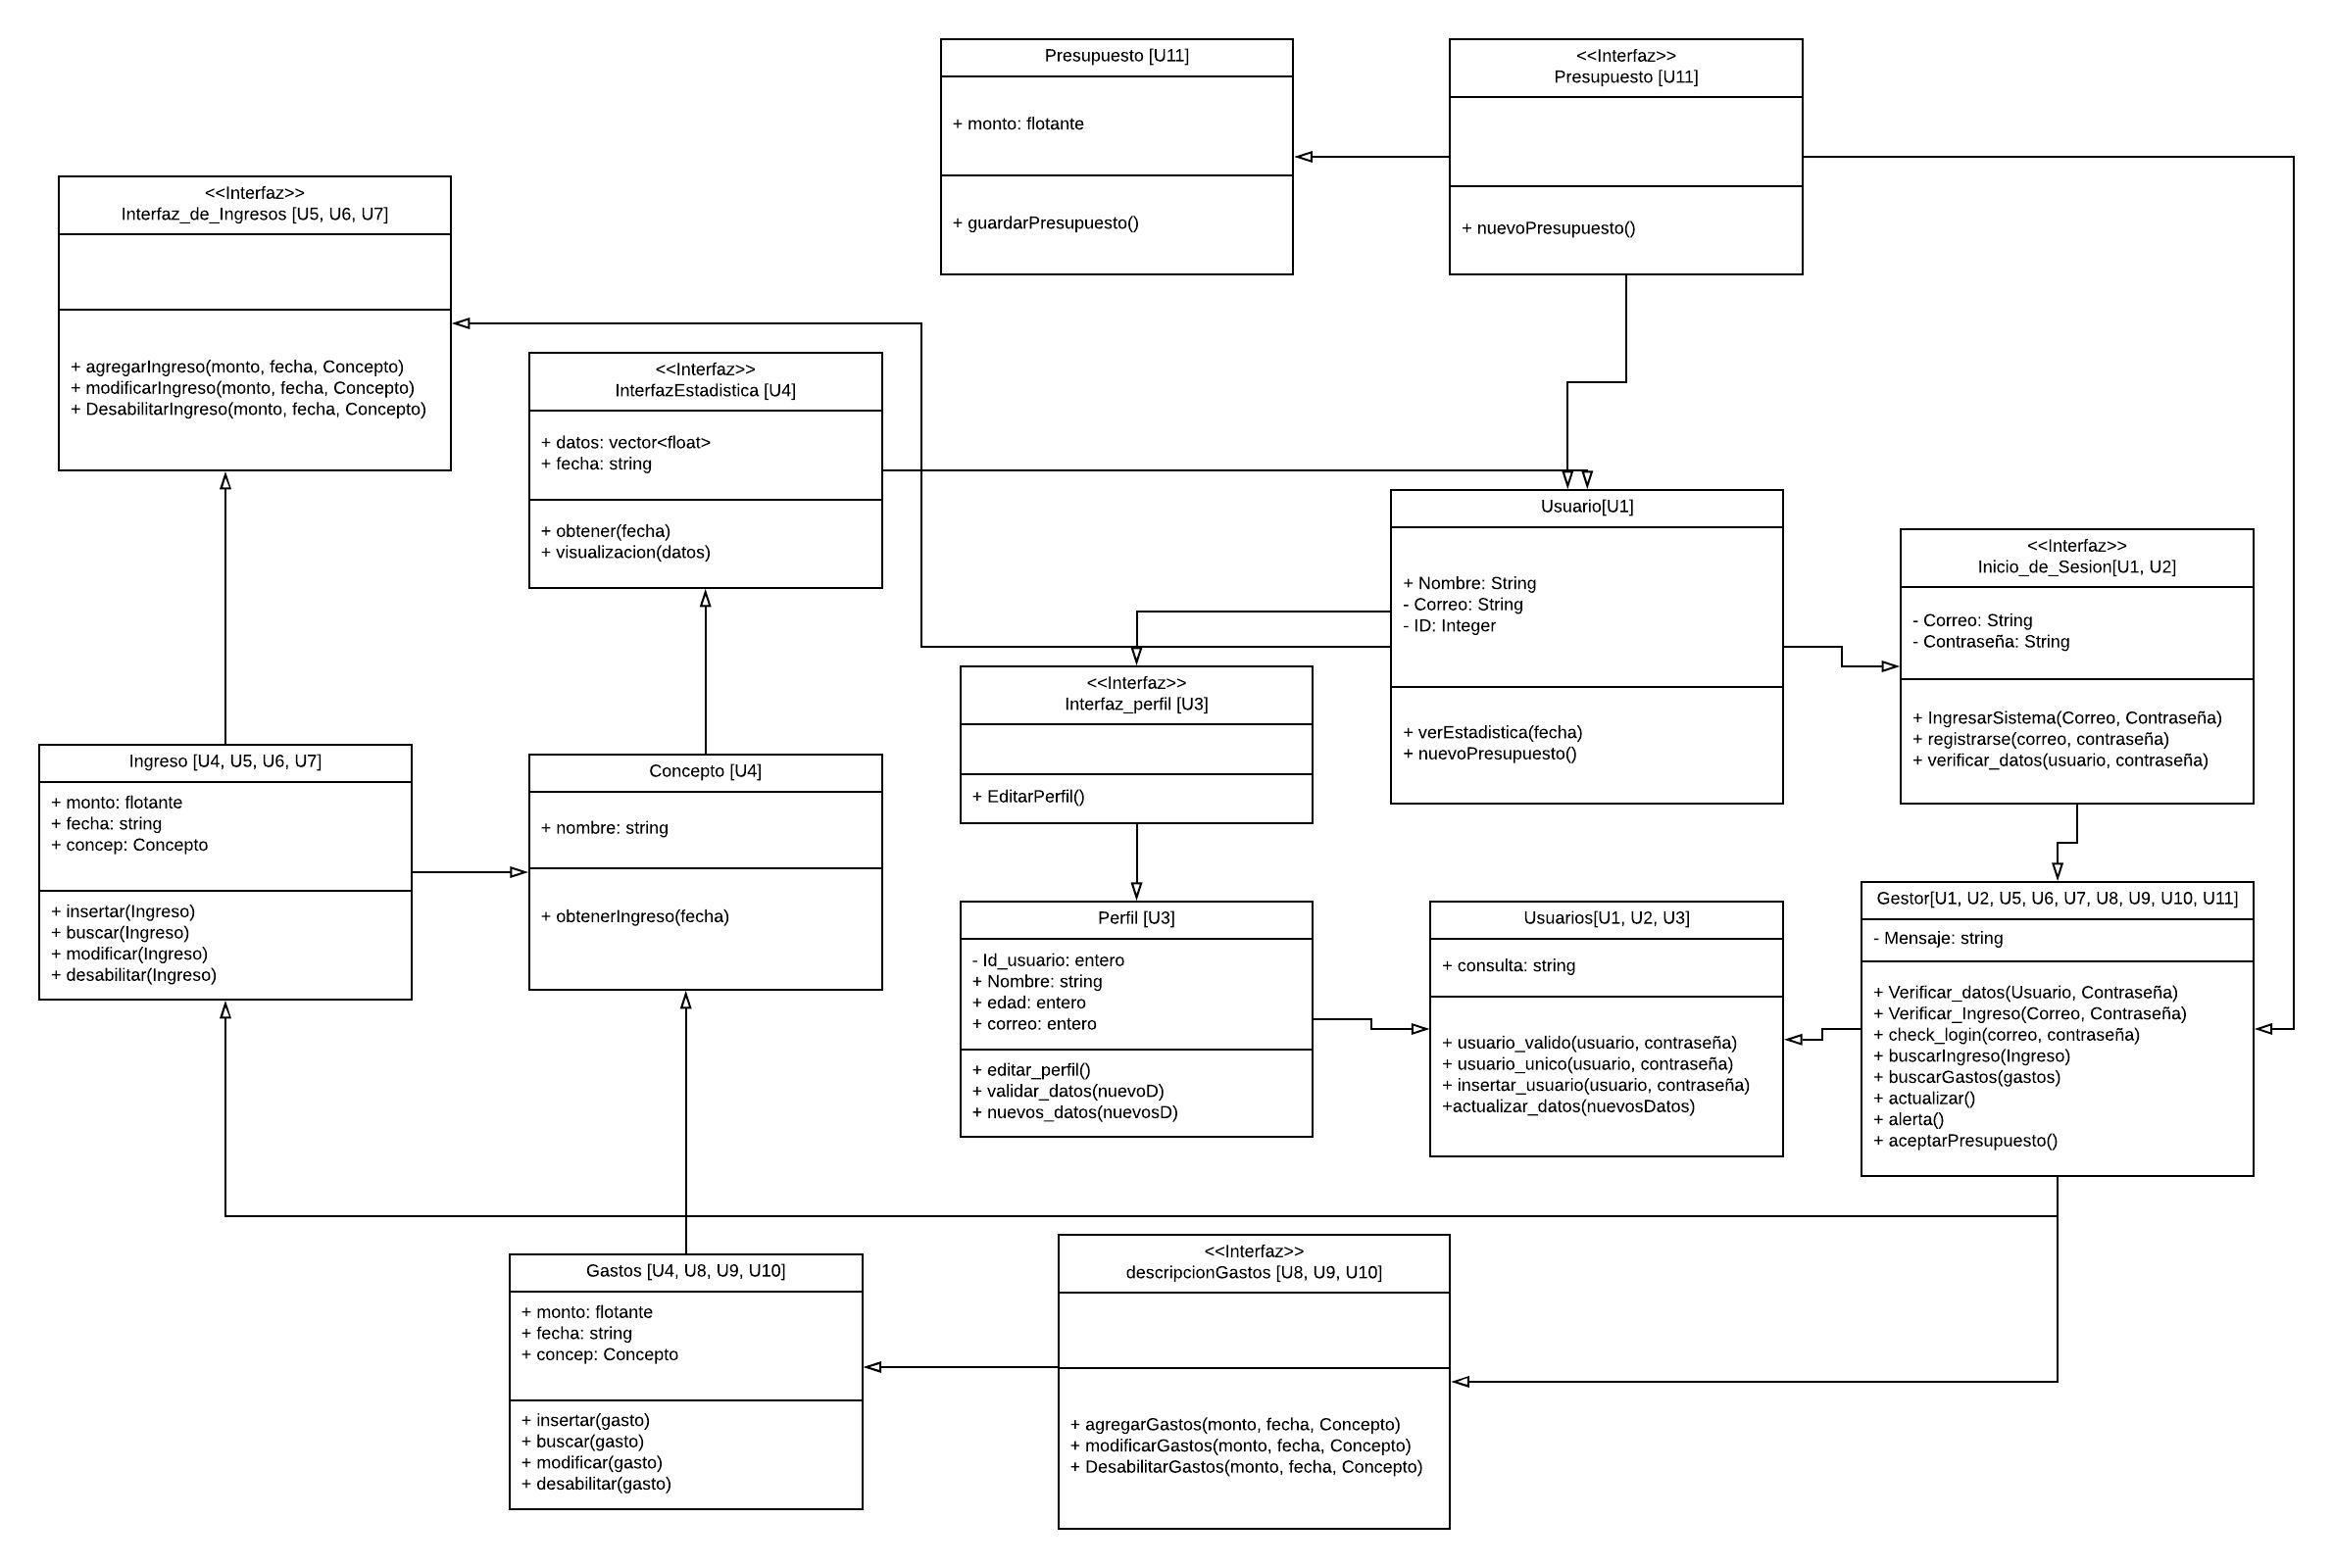 Presupuesto [U11]
+ monto: flotante
+ guardarPresupuesto()
<<Interfaz>>
Presupuesto [U11]
+ nuevoPresupuesto()
<<Interfaz>>
Interfaz_de_Ingresos [U5, U6, U7]
+ agregarIngreso(monto, fecha, Concepto)
+ modificarIngreso(monto, fecha, Concepto)
+ DesabilitarIngreso(monto, fecha, Concepto)
<<Interfaz>>
InterfazEstadistica [U4]
+ datos: vector<float>
+ fecha: string
+ obtener(fecha)
+ visualizacion(datos)
Usuario[U1]
+ Nombre: String
- Correo: String
- ID: Integer
+ verEstadistica(fecha)
+ nuevoPresupuesto()
<<Interfaz>>
Inicio_de_Sesion[U1, U2]
- Correo: String
- Contraseña: String
+ IngresarSistema(Correo, Contraseña)
+ registrarse(correo, contraseña)
+ verificar_datos(usuario, contraseña)
<<Interfaz>>
Interfaz_perfil [U3]
+ EditarPerfil()
Ingreso [U4, U5, U6, U7]
+ monto: flotante
+ fecha: string
+ concep: Concepto
+ insertar(Ingreso)
+ buscar(Ingreso)
+ modificar(Ingreso)
+ desabilitar(Ingreso)
Concepto [U4]
+ nombre: string
+ obtenerIngreso(fecha)
Perfil [U3]
- Id_usuario: entero
+ Nombre: string
+ edad: entero
+ correo: entero
+ editar_perfil()
+ validar_datos(nuevoD)
+ nuevos_datos(nuevosD)
Usuarios[U1, U2, U3]
+ consulta: string
+ usuario_valido(usuario, contraseña)
+ usuario_unico(usuario, contraseña)
+ insertar_usuario(usuario, contraseña)
+actualizar_datos(nuevosDatos)
Gestor[U1, U2, U5, U6, U7, U8, U9, U10, U11]
- Mensaje: string
+ Verificar_datos(Usuario, Contraseña)
+ Verificar_Ingreso(Correo, Contraseña)
+ check_login(correo, contraseña)
+ buscarIngreso(Ingreso)
+ buscarGastos(gastos)
+ actualizar()
+ alerta()
+ aceptarPresupuesto()
Gastos [U4, U8, U9, U10]
+ monto: flotante
+ fecha: string
+ concep: Concepto
+ insertar(gasto)
+ buscar(gasto)
+ modificar(gasto)
+ desabilitar(gasto)
<<Interfaz>>
descripcionGastos [U8, U9, U10]
+ agregarGastos(monto, fecha, Concepto)
+ modificarGastos(monto, fecha, Concepto)
+ DesabilitarGastos(monto, fecha, Concepto)